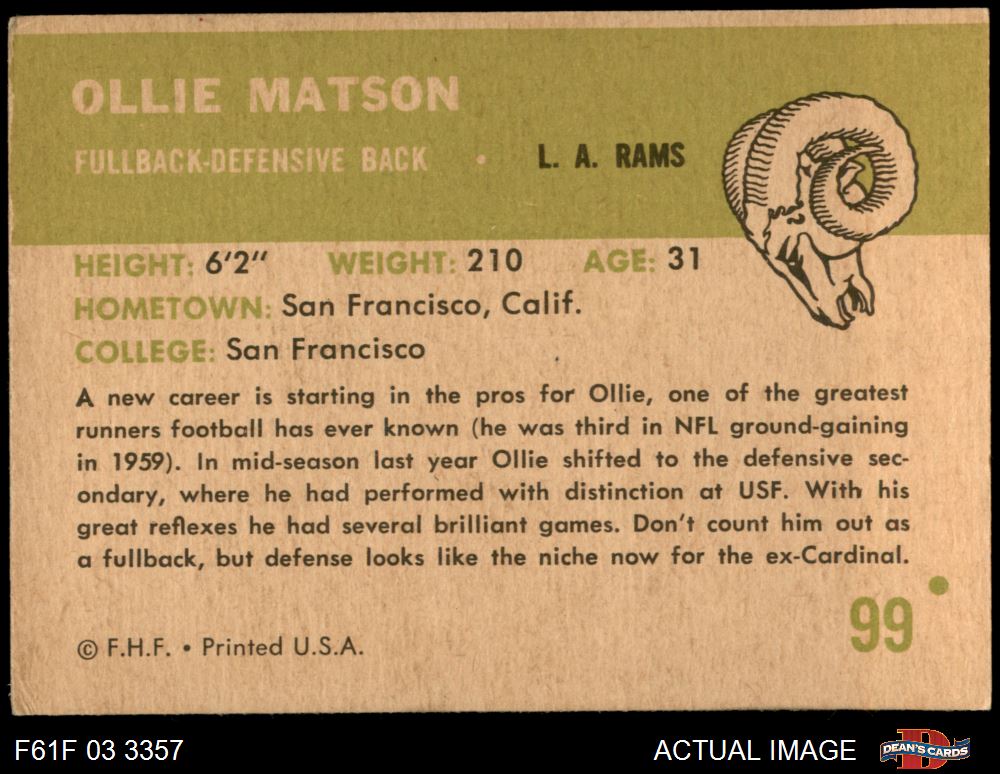 OLLIE MATSON
FULLBACK-DEFENSIVE BACK • L. A. RAMS
HEIGHT: 6'2" WEIGHT: 210 AGE: 31
HOMETOWN: San Francisco, Calif.
COLLEGE: San Francisco
A new career is starting in the pros for Ollie, one of the greatest
runners football has ever known (he was third in NFL ground-gaining
in 1959). In mid-season last year Ollie shifted to the defensive sec-
ondary, where he had performed with distinction at USF. With his
great reflexes he had several brilliant games. Don't count him out as
a fullback, but defense looks like the niche now for the ex-Cardinal.
99
© F.H.F. • Printed U.S.A.
F61F 03 3357 ACTUAL IMAGE DEAN'S CARDS